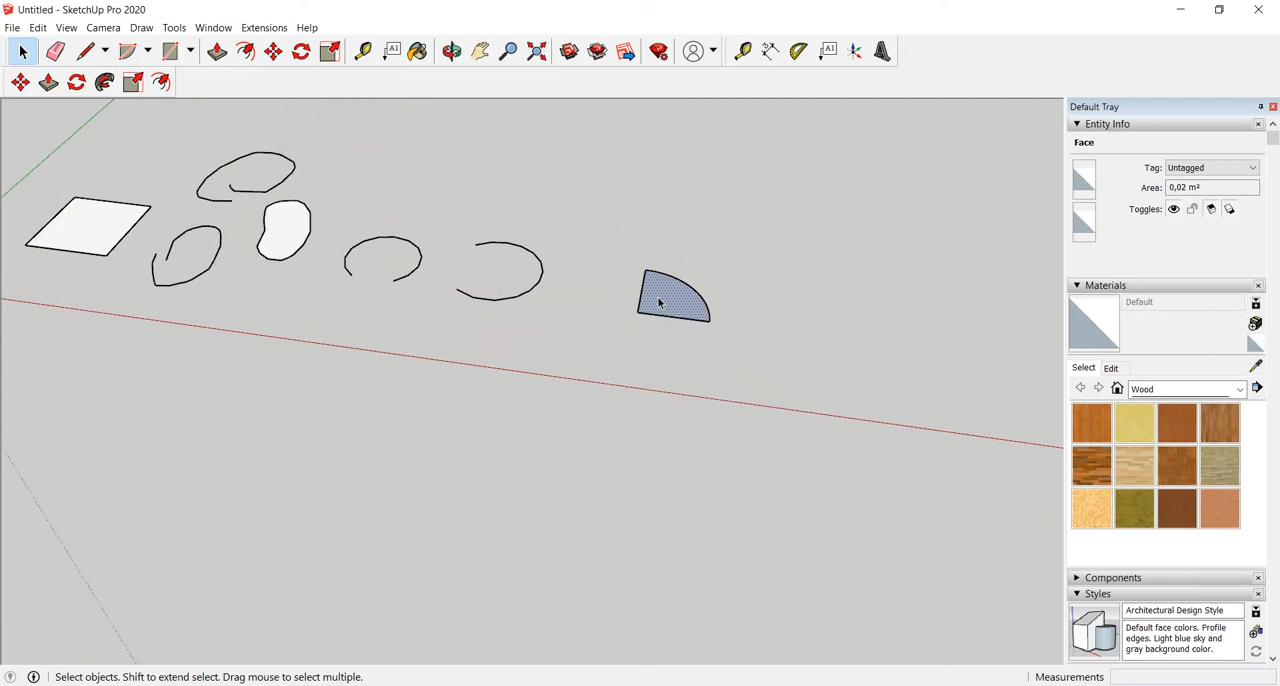 Untitled - SketchUp Pro 2020
File Edit View Camera Draw Tools Window Extensions Help
A1 A1
Default Tray
Entity Info
Face
Tag: Untagged
Area: 0,02 m²
Toggles:
Materials
Default
Select Edit
Wood
Components
Styles
Architectural Design Style
Default face colors. Profile
edges. Light blue sky and
gray background color.
Select objects. Shift to extend select. Drag mouse to select multiple.
Measurements